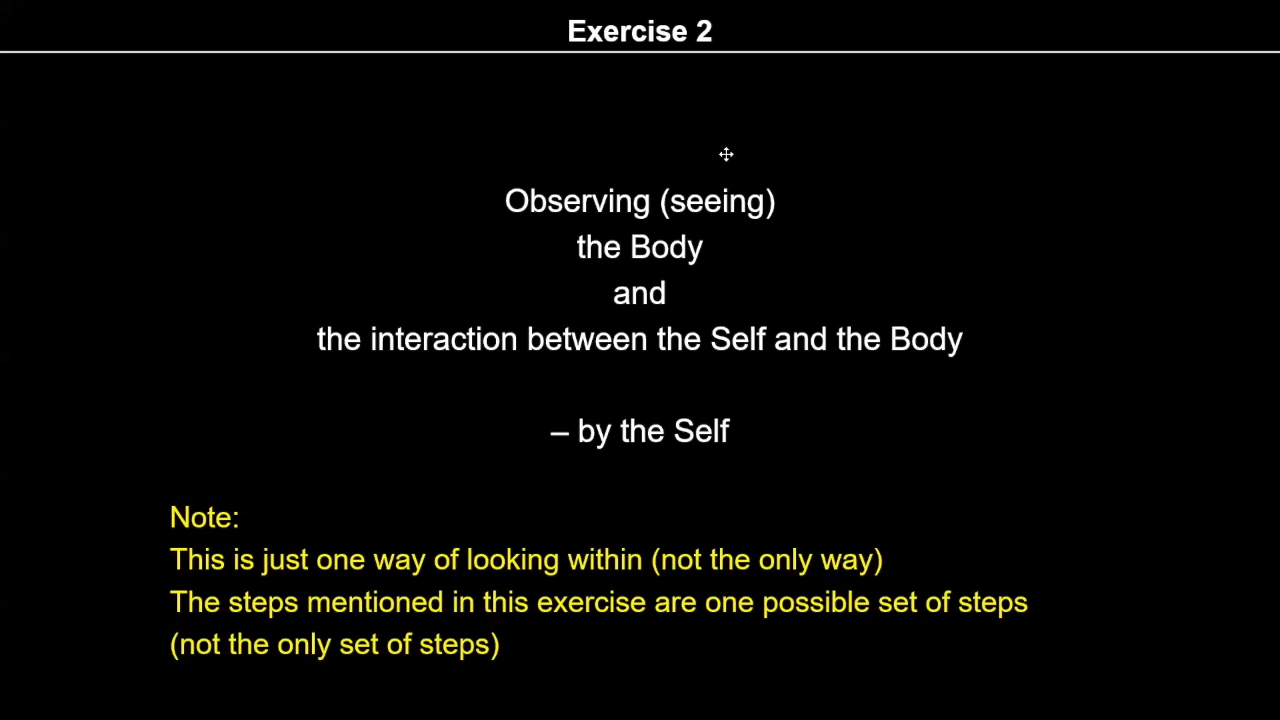 Exercise 2
Observing (seeing)
the Body
and
the interaction between the Self and the Body
– by the Self
Note:
This is just one way of looking within (not the only way)
The steps mentioned in this exercise are one possible set of steps
(not the only set of steps)